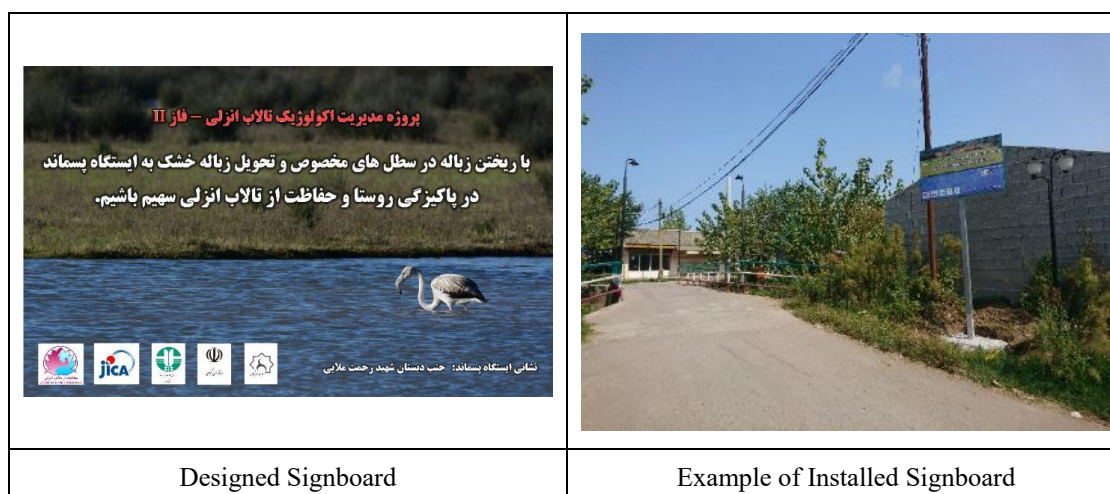 پروژه مدیریت اکولوژیک تالاب انزلی – فاز II
با ریختن زباله در سطل های مخصوص و تحویل زباله خشک به ایستگاه پسماند
در پاکیزگی روستا و حفاظت از تالاب انزلی سهیم باشیم.
jICA
نشانی ایستگاه پسماند: جنب دبستان شهید رحمت ملایی
Designed Signboard
Example of Installed Signboard